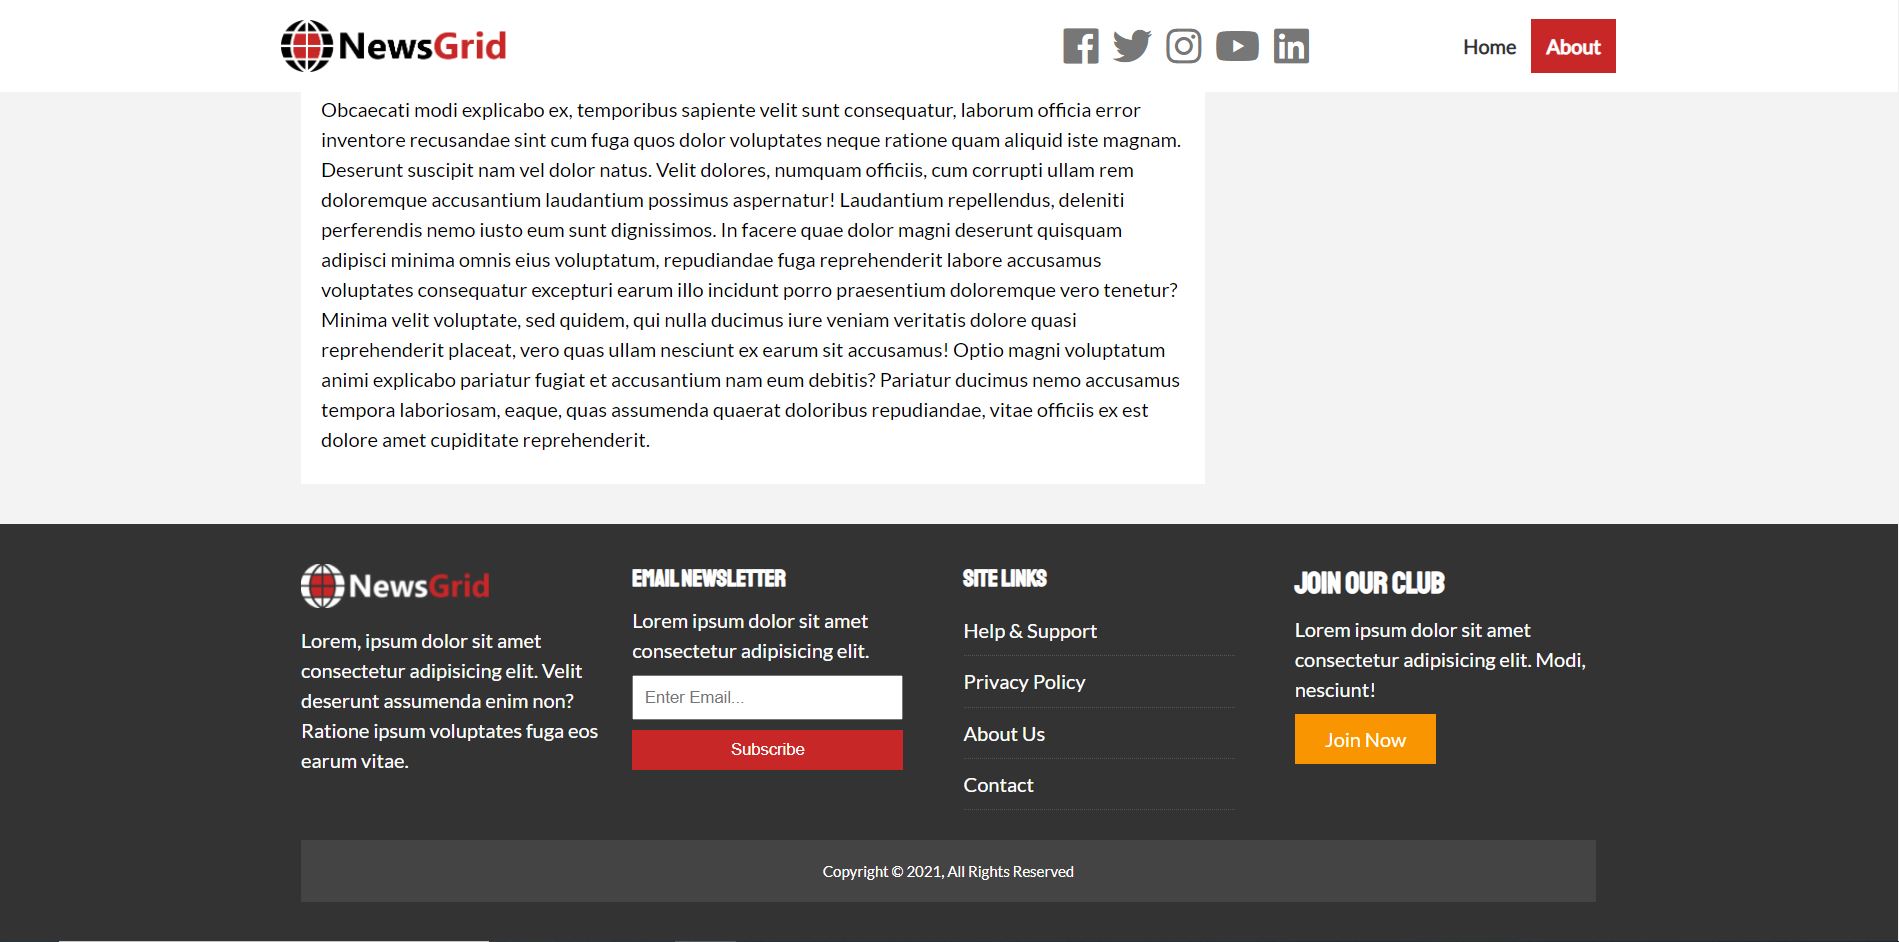 NewsGrid
Home
About
Obcaecati modi explicabo ex, temporibus sapiente velit sunt consequatur, laborum officia error
inventore recusandae sint cum fuga quos dolor voluptates neque ratione quam aliquid iste magnam.
Deserunt suscipit nam vel dolor natus. Velit dolores, numquam officiis, cum corrupti ullam rem
doloremque accusantium laudantium possimus aspernatur! Laudantium repellendus, deleniti
perferendis nemo iusto eum sunt dignissimos. In facere quae dolor magni deserunt quisquam
adipisci minima omnis eius voluptatum, repudiandae fuga reprehenderit labore accusamus
voluptates consequatur excepturi earum illo incidunt porro praesentium doloremque vero tenetur?
Minima velit voluptate, sed quidem, qui nulla ducimus iure veniam veritatis dolore quasi
reprehenderit placeat, vero quas ullam nesciunt ex earum sit accusamus! Optio magni voluptatum
animi explicabo pariatur fugiat et accusantium nam eum debitis? Pariatur ducimus nemo accusamus
tempora laboriosam, eaque, quas assumenda quaerat doloribus repudiandae, vitae officiis ex est
dolore amet cupiditate reprehenderit.
NewsGrid
Lorem, ipsum dolor sit amet
consectetur adipisicing elit. Velit
deserunt assumenda enim non?
Ratione ipsum voluptates fuga eos
earum vitae.
EMAIL NEWSLETTER
Lorem ipsum dolor sit amet
consectetur adipisicing elit.
Enter Email...
Subscribe
SITE LINKS
Help & Support
Privacy Policy
About Us
Contact
JOIN OUR CLUB
Lorem ipsum dolor sit amet
consectetur adipisicing elit. Modi,
nesciunt!
Join Now
Copyright © 2021, All Rights Reserved